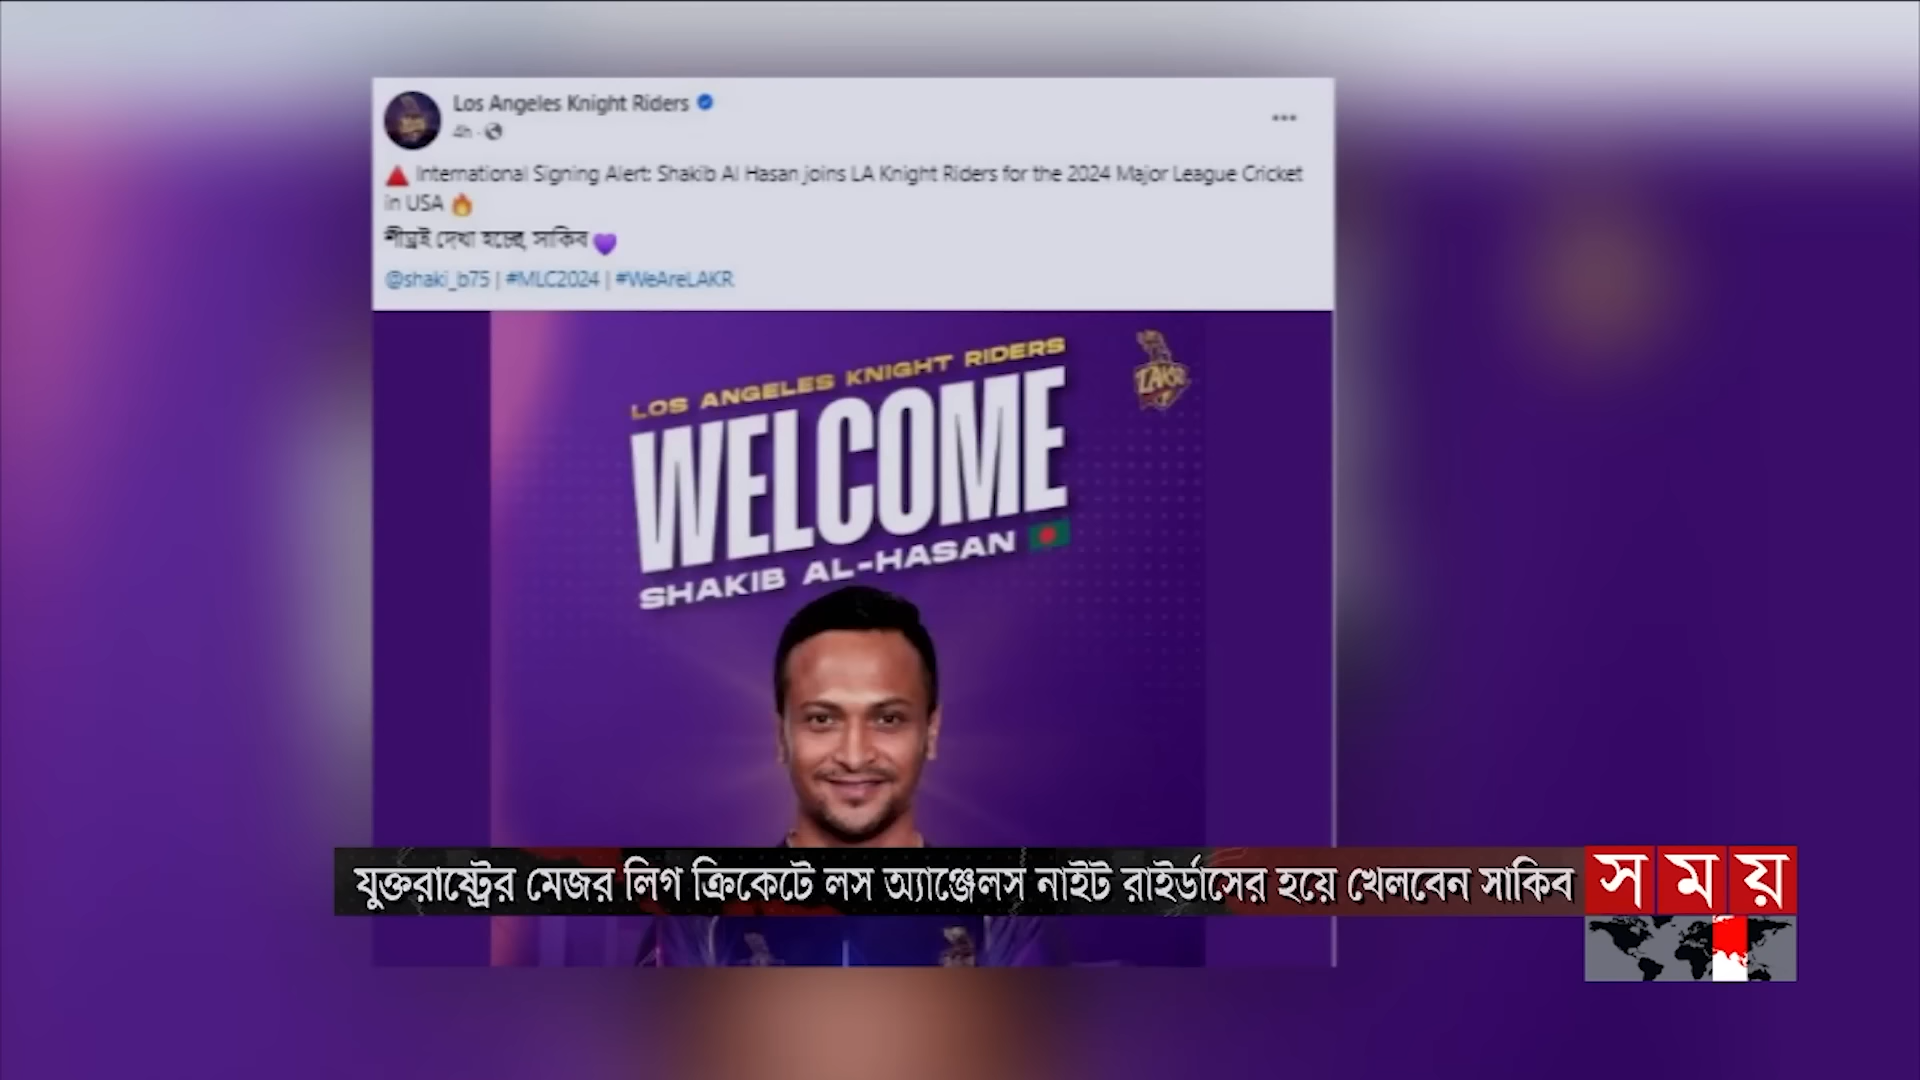 Los Angeles Knight Riders
4h
International Signing Alert: Shakib Al Hasan joins LA Knight Riders for the 2024 Major League Cricket
in USA 🔥
শীঘ্রই দেখা হচ্ছে, সাকিব 💜
@shaki_b75 | #MLC2024 | #WeAreLAKR
LOS ANGELES KNIGHT RIDERS
LAKR
WELCOME
SHAKIB AL-HASAN
যুক্তরাষ্ট্রের মেজর লিগ ক্রিকেটে লস অ্যাঞ্জেলস নাইট রাইর্ডাসের হয়ে খেলবেন সাকিব
সময়